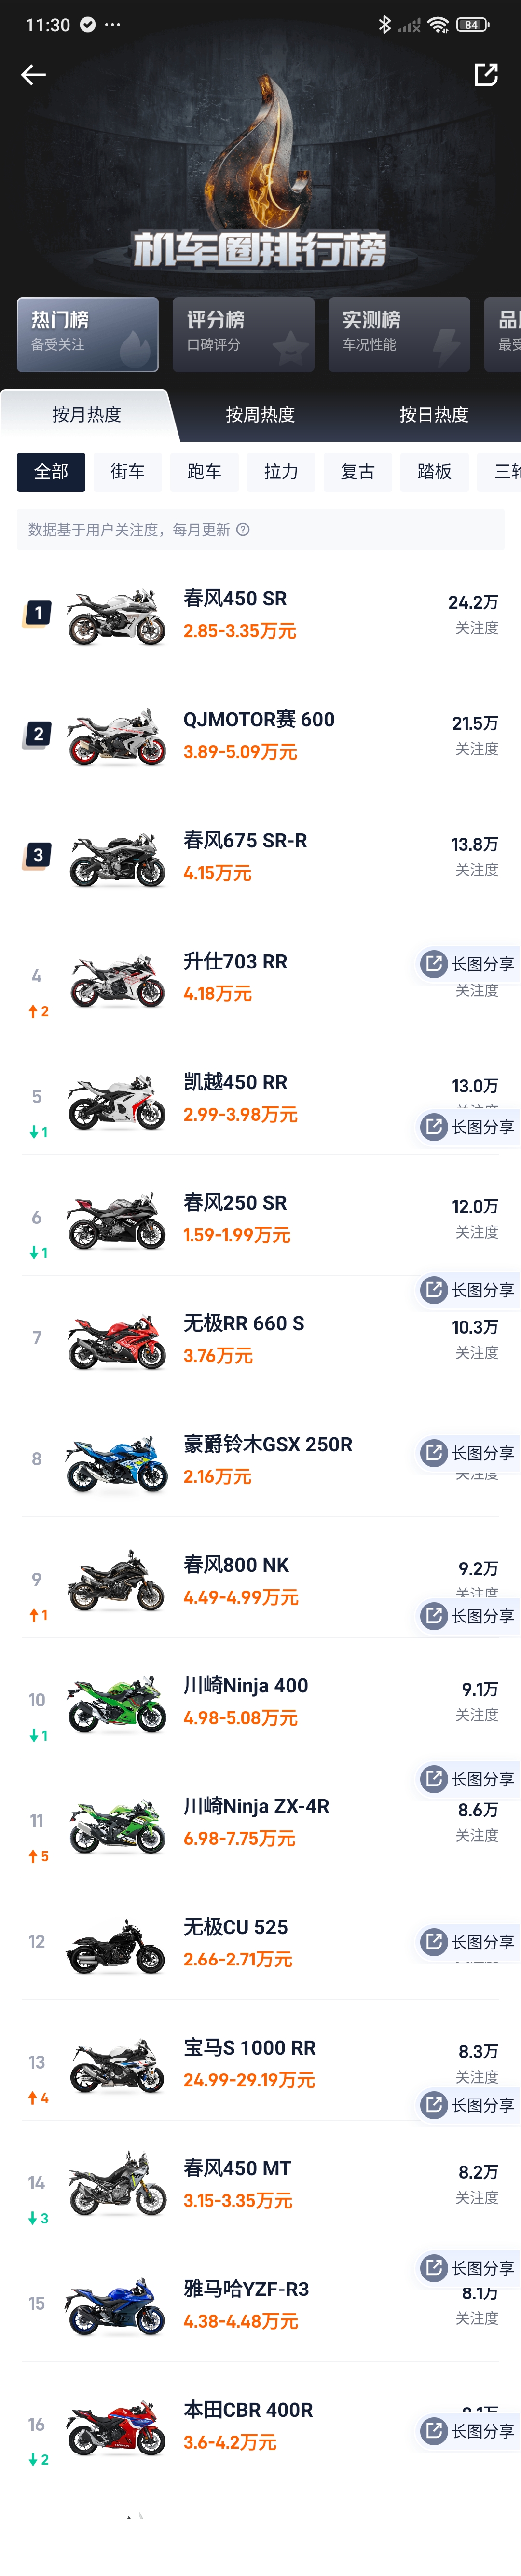 11:30
84
机车圈排行榜
热门榜
备受关注
评分榜
口碑评分
实测榜
车况性能
品
最受
按月热度
按周热度
按日热度
全部
街车
跑车
拉力
复古
踏板
三轮
数据基于用户关注度，每月更新
1
春风450 SR
2.85-3.35万元
24.2万
关注度
2
QJMOTOR赛 600
3.89-5.09万元
21.5万
关注度
3
春风675 SR-R
4.15万元
13.8万
关注度
4
2
升仕703 RR
4.18万元
长图分享
关注度
5
1
凯越450 RR
2.99-3.98万元
13.0万
长图分享
6
1
春风250 SR
1.59-1.99万元
12.0万
关注度
长图分享
7
无极RR 660 S
3.76万元
10.3万
关注度
8
豪爵铃木GSX 250R
2.16万元
长图分享
关注度
9
1
春风800 NK
4.49-4.99万元
9.2万
关注度
长图分享
10
1
川崎Ninja 400
4.98-5.08万元
9.1万
关注度
长图分享
11
5
川崎Ninja ZX-4R
6.98-7.75万元
8.6万
关注度
12
无极CU 525
2.66-2.71万元
长图分享
13
4
宝马S 1000 RR
24.99-29.19万元
8.3万
关注度
长图分享
14
3
春风450 MT
3.15-3.35万元
8.2万
关注度
长图分享
15
雅马哈YZF-R3
4.38-4.48万元
8.1万
关注度
16
2
本田CBR 400R
3.6-4.2万元
长图分享